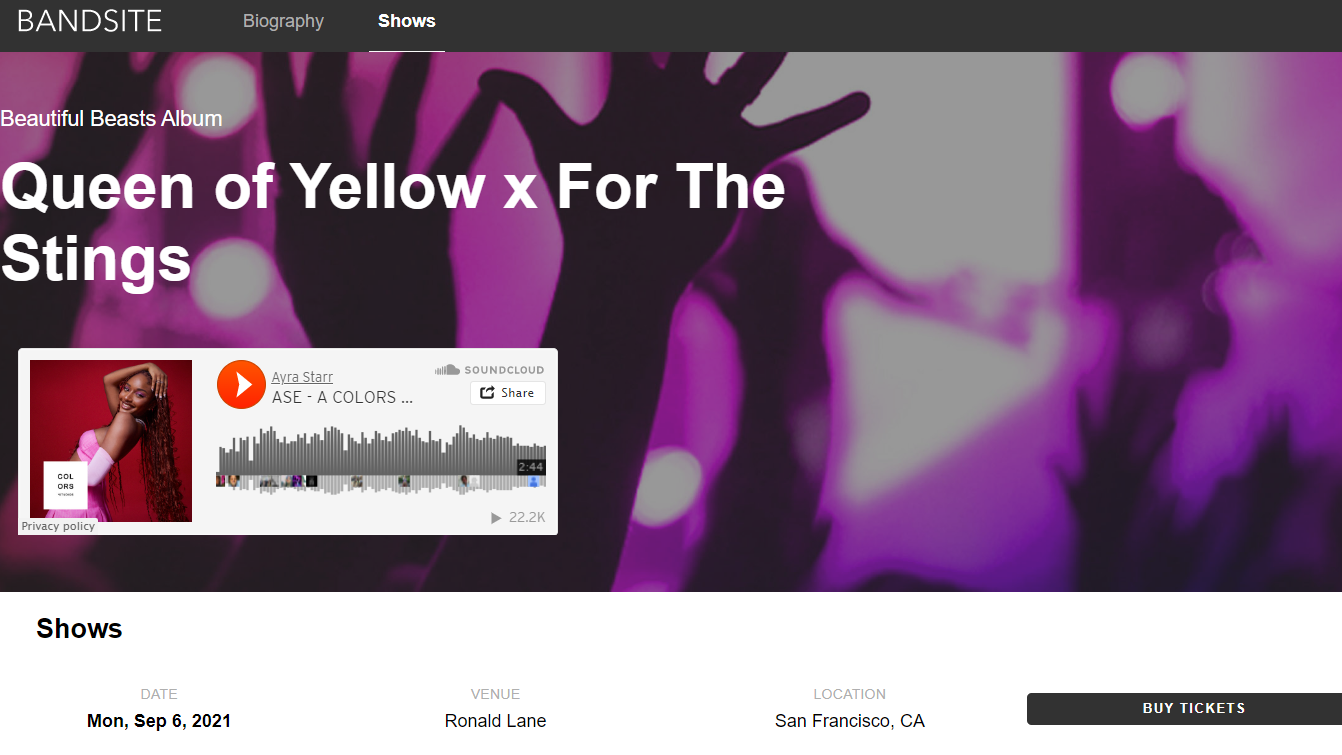 BANDSITE Biography Shows
Beautiful Beasts Album
Queen of Yellow x For The
Stings
Ayra Starr
SOUNDCLOUD
ASE - A COLORS ...
Share
COL
ORS
2:44
22.2K
Privacy policy
Shows
DATE VENUE LOCATION
Mon, Sep 6, 2021 Ronald Lane San Francisco, CA
BUY TICKETS